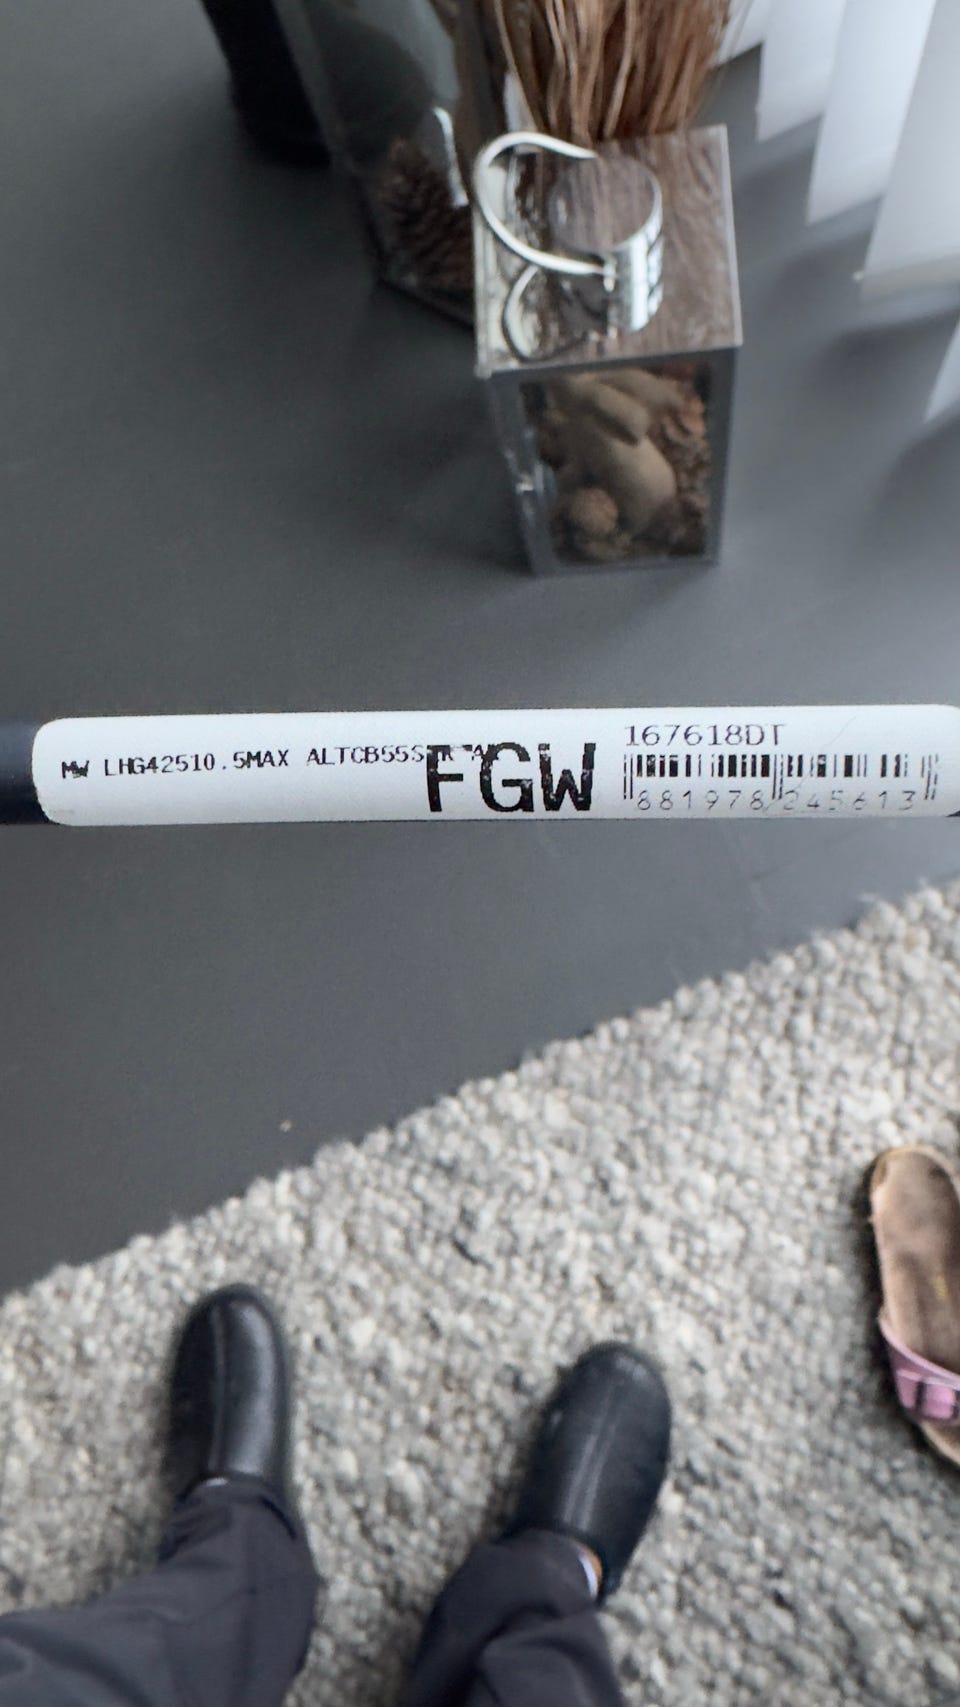 MW LHG42510.5MAX ALTCB55S
FGW
167618DT
881978 245613